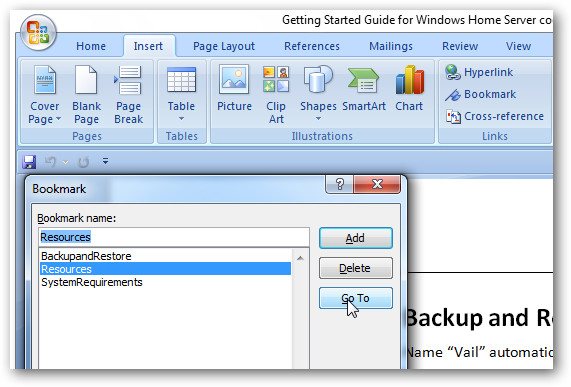 Getting Started Guide for Windows Home Server co
Home Insert Page Layout References Mailings Review View
Cover Page
Blank Page
Page Break
Pages
Table
Tables
Picture
Clip Art
Shapes
SmartArt
Chart
Illustrations
Hyperlink
Bookmark
Cross-reference
Links
Bookmark
Bookmark name:
Resources
BackupandRestore
Resources
SystemRequirements
Add
Delete
Go To
Backup and R
Name “Vail” automatic